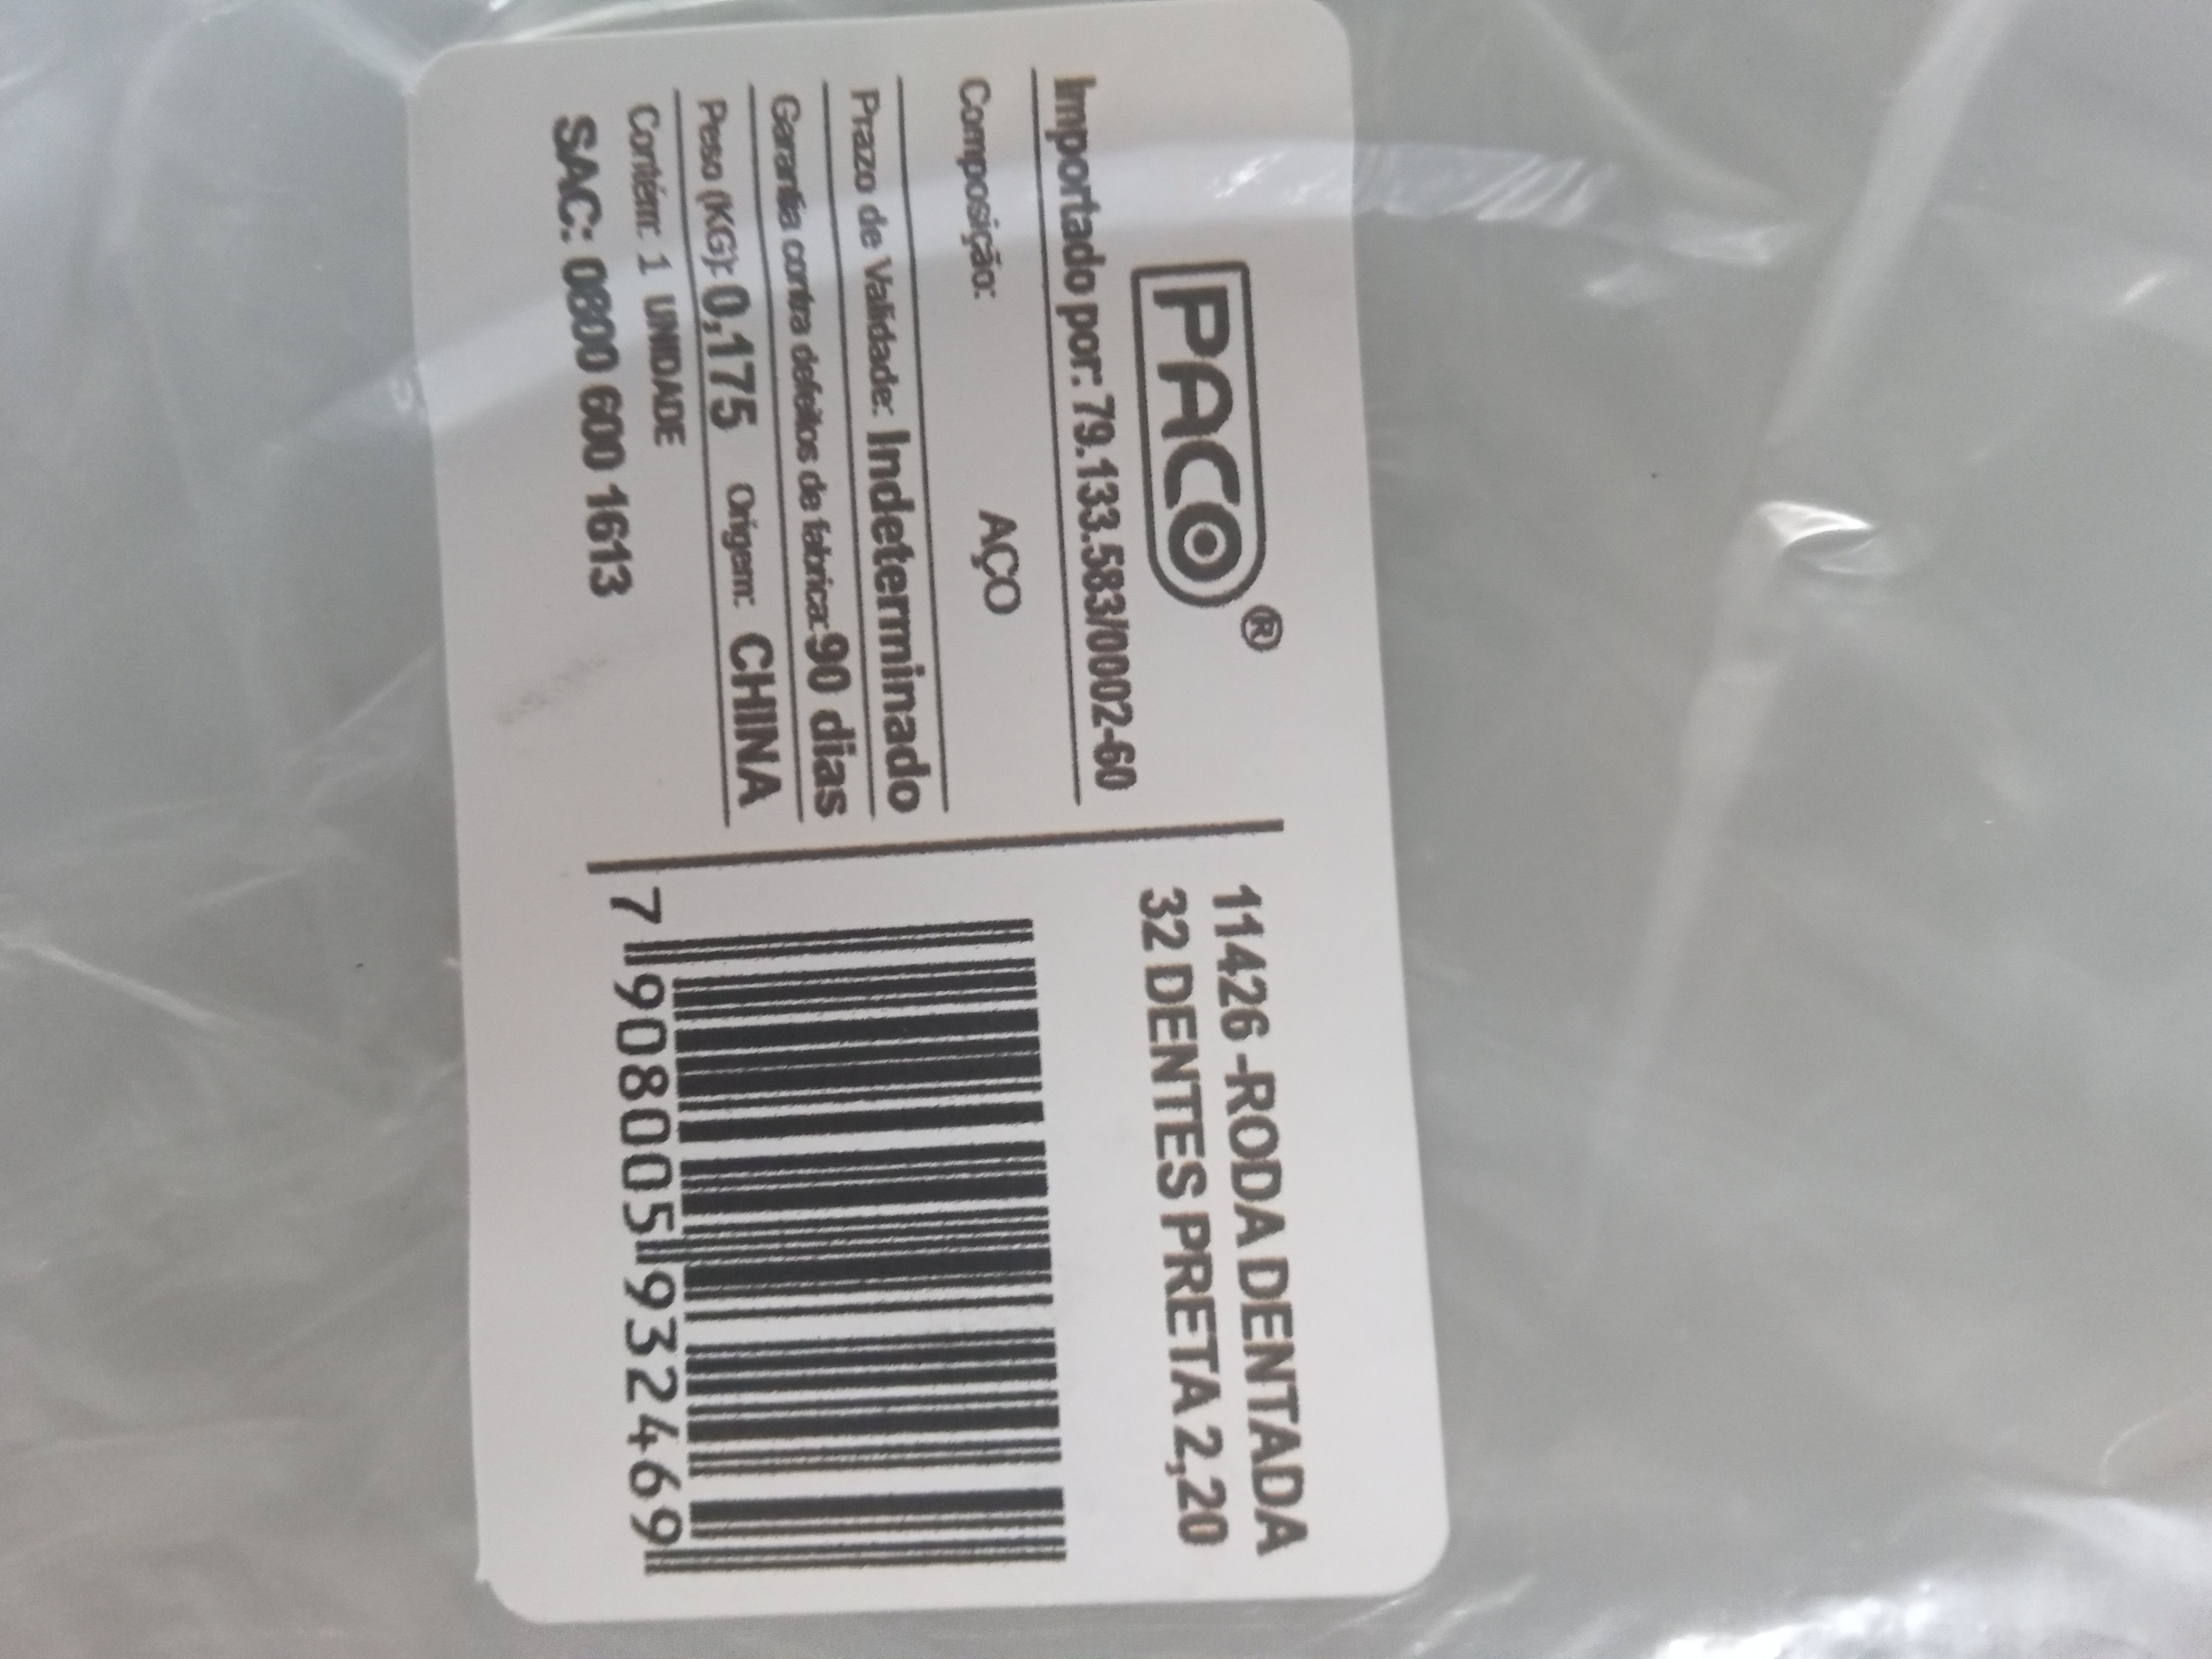 PACO®
Importado por: 79.133.583/0002-60
Composição: AÇO
Prazo de Validade: Indeterminado
Garantia contra defeitos de fábrica: 90 dias
Peso (KG): 0,175 Origem: CHINA
Contém: 1 UNIDADE
SAC: 0800 600 1613
11426 -RODA DENTADA
32 DENTES PRETA 2,20
7 908005 932469